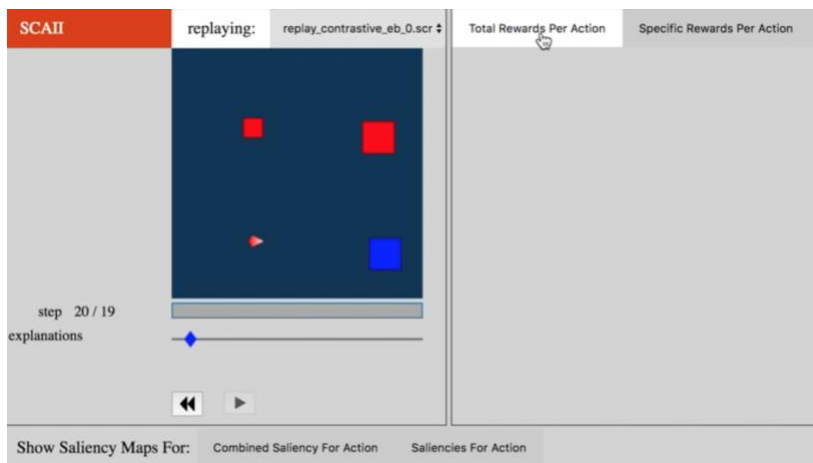 SCAII
replaying: replay_contrastive_eb_0.scr
Total Rewards Per Action
Specific Rewards Per Action
step 20 / 19
explanations
Show Saliency Maps For: Combined Saliency For Action Saliencies For Action